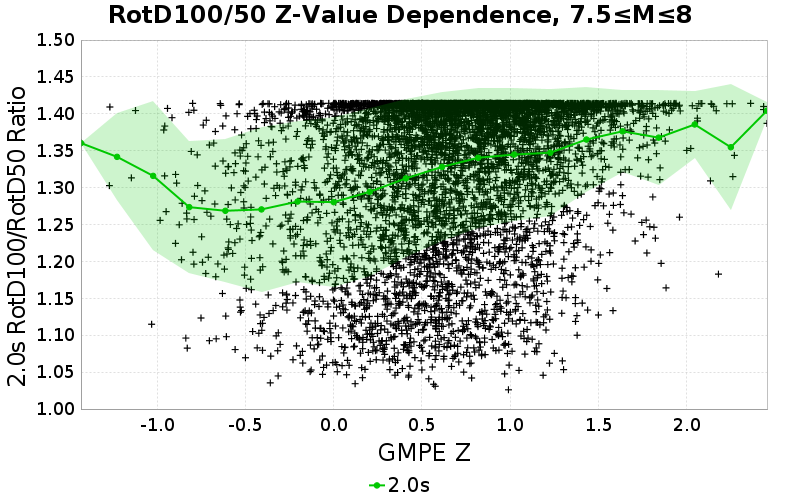 RotD100/50 Z-Value Dependence, 7.5≤M≤8
2.0s RotD100/RotD50 Ratio
1.50
1.45
1.40
1.35
1.30
1.25
1.20
1.15
1.10
1.05
1.00
-1.0 -0.5 0.0 0.5 1.0 1.5 2.0
GMPE Z
2.0s